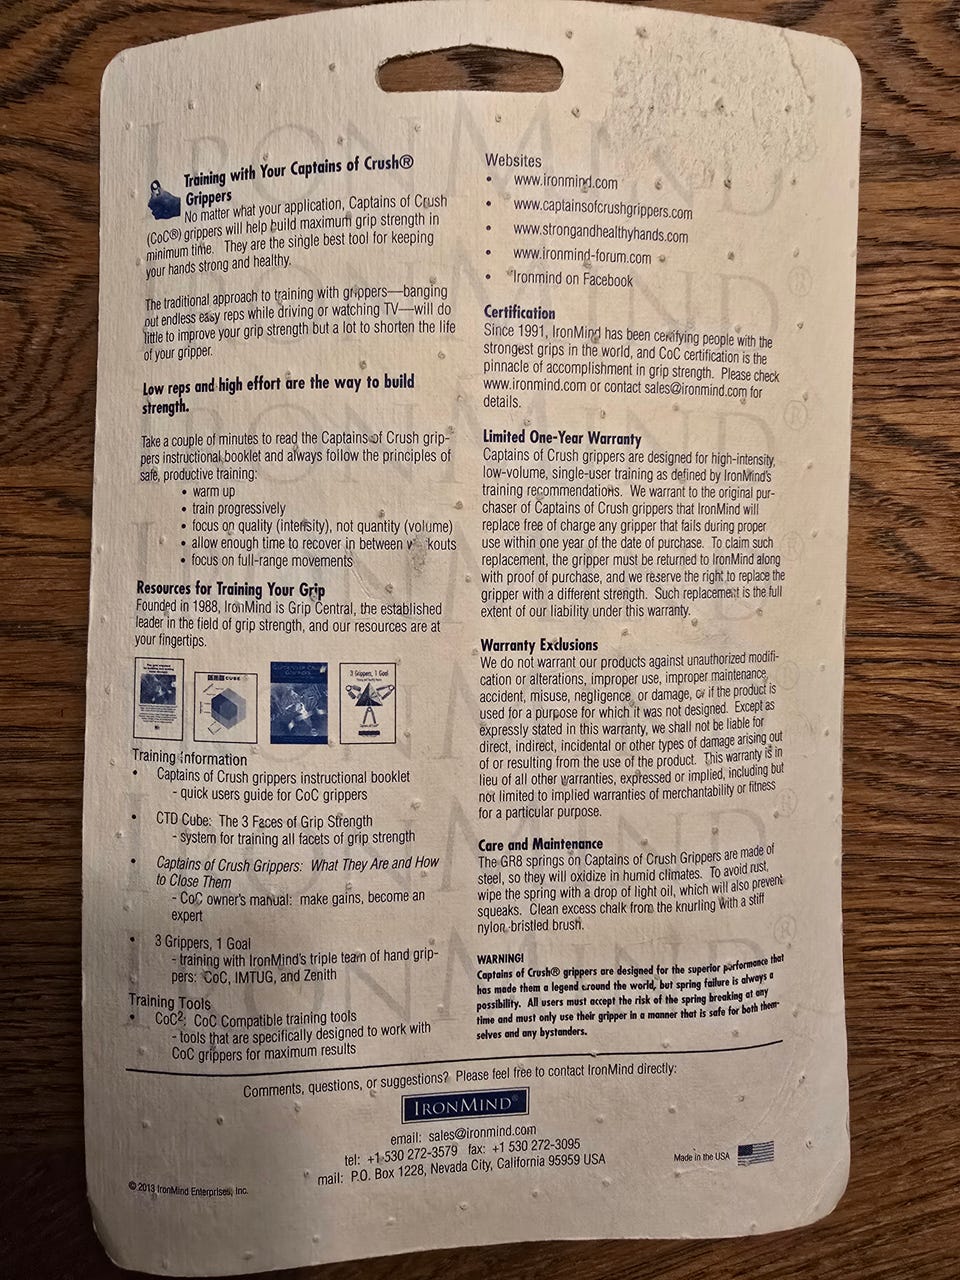 Training with Your Captains of Crush®
Grippers
No matter what your application, Captains of Crush
(CoC®) grippers will help build maximum grip strength in
minimum time. They are the single best tool for keeping
your hands strong and healthy.
The traditional approach to training with grippers—banging
out endless easy reps while driving or watching TV—will do
little to improve your grip strength but a lot to shorten the life
of your gripper.
Low reps and high effort are the way to build
strength.
Take a couple of minutes to read the Captains of Crush grip-
pers instructional booklet and always follow the principles of
safe, productive training:
• warm up
• train progressively
• focus on quality (intensity), not quantity (volume)
• allow enough time to recover in between workouts
• focus on full-range movements
Resources for Training Your Grip
Founded in 1988, IronMind is Grip Central, the established
leader in the field of grip strength, and our resources are at
your fingertips.
CUBE
3 Grippers, 1 Goal
Training Information
• Captains of Crush grippers instructional booklet
- quick users guide for CoC grippers
• CTD Cube: The 3 Faces of Grip Strength
- system for training all facets of grip strength
• Captains of Crush Grippers: What They Are and How
to Close Them
- CoC owner's manual: make gains, become an
expert
• 3 Grippers, 1 Goal
- training with IronMind's triple team of hand grip-
pers: CoC, IMTUG, and Zenith
Training Tools
• CoC²: CoC Compatible training tools
- tools that are specifically designed to work with
CoC grippers for maximum results
Websites
• www.ironmind.com
• www.captainsofcrushgrippers.com
• www.strongandhealthyhands.com
• www.ironmind-forum.com
• Ironmind on Facebook
Certification
Since 1991, IronMind has been certifying people with the
strongest grips in the world, and CoC certification is the
pinnacle of accomplishment in grip strength. Please check
www.ironmind.com or contact sales@ironmind.com for
details.
Limited One-Year Warranty
Captains of Crush grippers are designed for high-intensity,
low-volume, single-user training as defined by IronMind's
training recommendations. We warrant to the original pur-
chaser of Captains of Crush grippers that IronMind will
replace free of charge any gripper that fails during proper
use within one year of the date of purchase. To claim such
replacement, the gripper must be returned to IronMind along
with proof of purchase, and we reserve the right to replace the
gripper with a different strength. Such replacement is the full
extent of our liability under this warranty.
Warranty Exclusions
We do not warrant our products against unauthorized modifi-
cation or alterations, improper use, improper maintenance,
accident, misuse, negligence, or damage, or if the product is
used for a purpose for which it was not designed. Except as
expressly stated in this warranty, we shall not be liable for
direct, indirect, incidental or other types of damage arising out
of or resulting from the use of the product. This warranty is in
lieu of all other warranties, expressed or implied, including but
not limited to implied warranties of merchantability or fitness
for a particular purpose.
Care and Maintenance
The GR8 springs on Captains of Crush Grippers are made of
steel, so they will oxidize in humid climates. To avoid rust,
wipe the spring with a drop of light oil, which will also prevent
squeaks. Clean excess chalk from the knurling with a stiff
nylon-bristled brush.
WARNING!
Captains of Crush® grippers are designed for the superior performance that
has made them a legend around the world, but spring failure is always a
possibility. All users must accept the risk of the spring breaking at any
time and must only use their gripper in a manner that is safe for both them-
selves and any bystanders.
Comments, questions, or suggestions? Please feel free to contact IronMind directly:
IRONMIND®
email: sales@ironmind.com
tel: +1-530 272-3579 fax: +1 530 272-3095
mail: P.O. Box 1228, Nevada City, California 95959 USA
Made in the USA
© 2013 IronMind Enterprises, Inc.